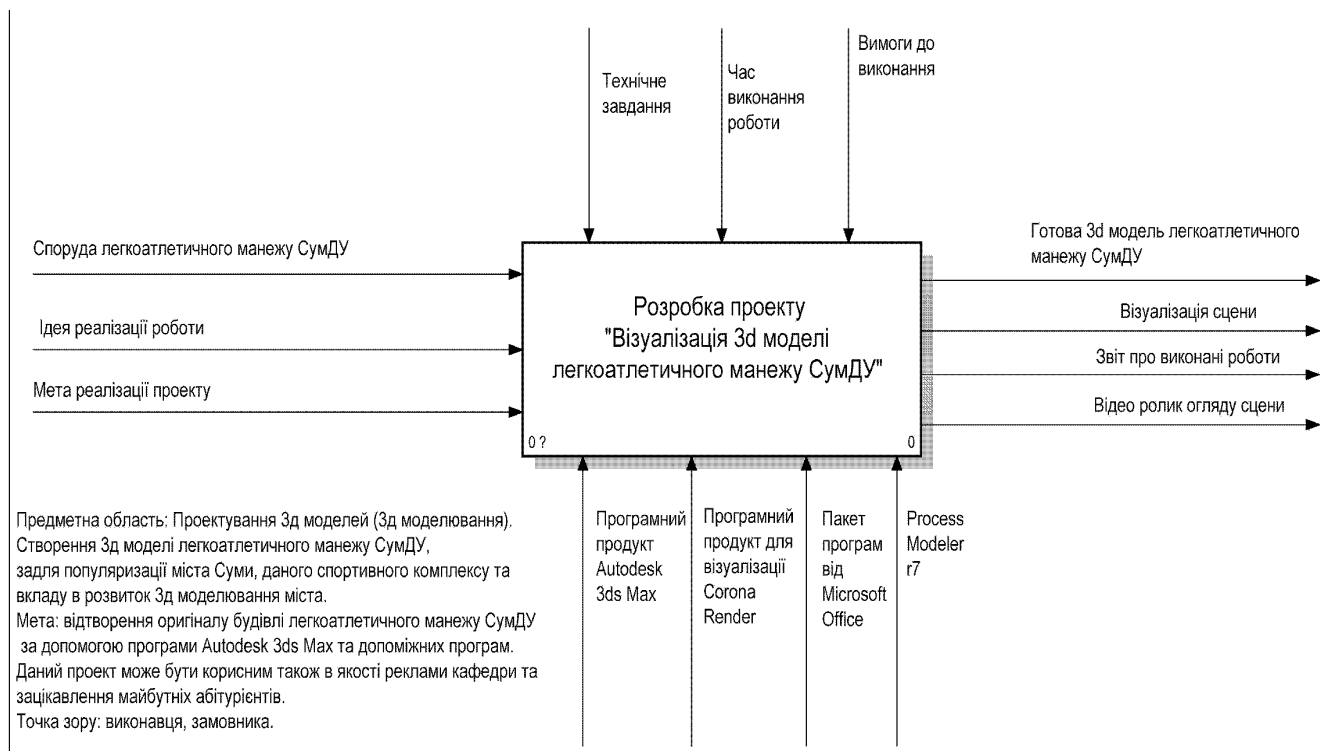 Технічне
завдання
Час
виконання
роботи
Вимоги до
виконання
Споруда легкоатлетичного манежу СумДУ
Ідея реалізації роботи
Мета реалізації проекту
Розробка проекту
"Візуалізація 3d моделі
легкоатлетичного манежу СумДУ"
0 ?
0
Готова 3d модель легкоатлетичного
манежу СумДУ
Візуалізація сцени
Звіт про виконані роботи
Відео ролик огляду сцени
Програмний
продукт
Autodesk
3ds Max
Програмний
продукт для
візуалізації
Corona
Render
Пакет
програм
від
Microsoft
Office
Process
Modeler
r7
Предметна область: Проектування 3д моделей (3д моделювання).
Створення 3д моделі легкоатлетичного манежу СумДУ,
задля популяризації міста Суми, даного спортивного комплексу та
вкладу в розвиток 3д моделювання міста.
Мета: відтворення оригіналу будівлі легкоатлетичного манежу СумДУ
за допомогою програми Autodesk 3ds Max та допоміжних програм.
Даний проект може бути корисним також в якості реклами кафедри та
зацікавлення майбутніх абітурієнтів.
Точка зору: виконавця, замовника.